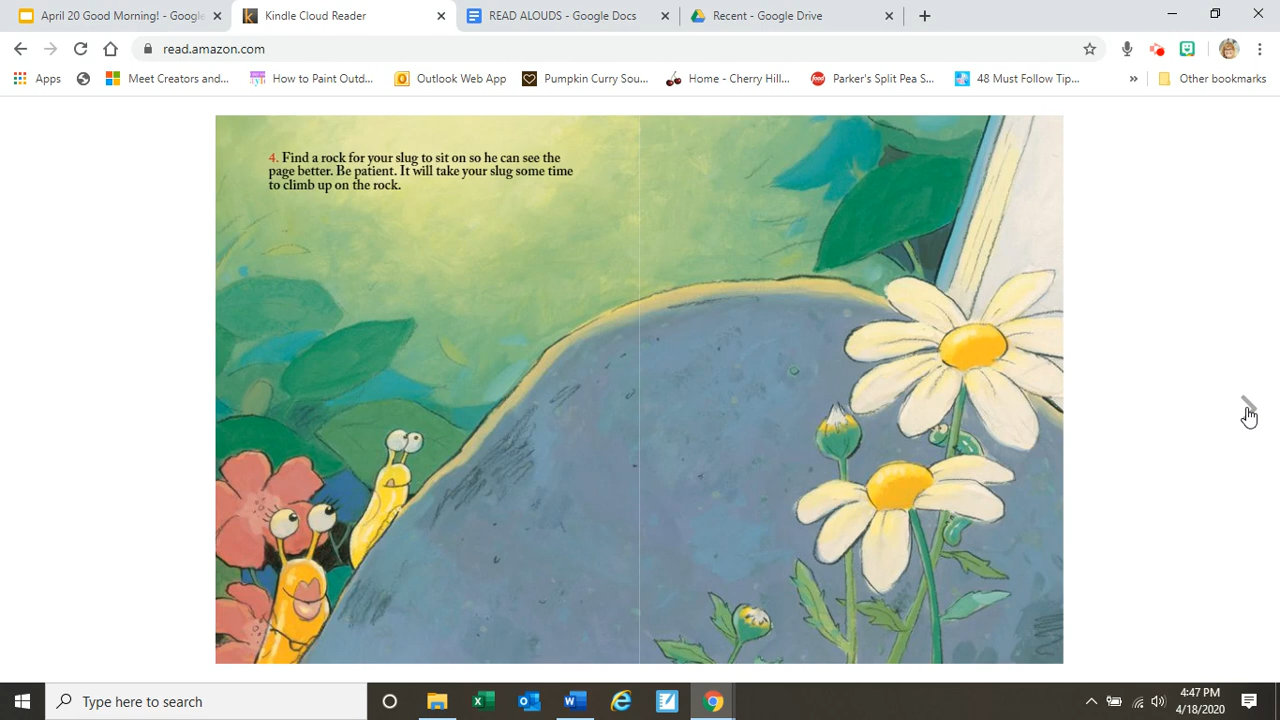 April 20 Good Morning! - Google
Kindle Cloud Reader
READ ALOUDS - Google Docs
Recent - Google Drive
read.amazon.com
Apps
Meet Creators and...
How to Paint Outd...
Outlook Web App
Pumpkin Curry Sou...
Home - Cherry Hill...
Parker's Split Pea S...
48 Must Follow Tip...
Other bookmarks
4. Find a rock for your slug to sit on so he can see the
page better. Be patient. It will take your slug some time
to climb up on the rock.
Type here to search
4:47 PM
4/18/2020